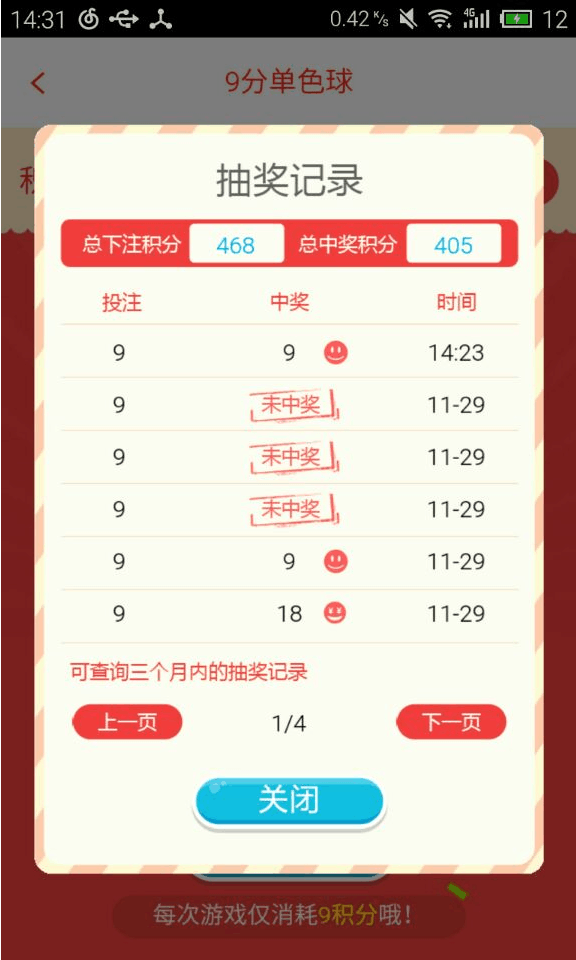 14:31 0.42 K/s 4G 12
9分单色球
积
抽奖记录
总下注积分 468 总中奖积分 405
投注 中奖 时间
9 9 14:23
9 未中奖 11-29
9 未中奖 11-29
9 未中奖 11-29
9 9 11-29
9 18 11-29
可查询三个月内的抽奖记录
上一页 1/4 下一页
关闭
每次游戏仅消耗9积分哦!